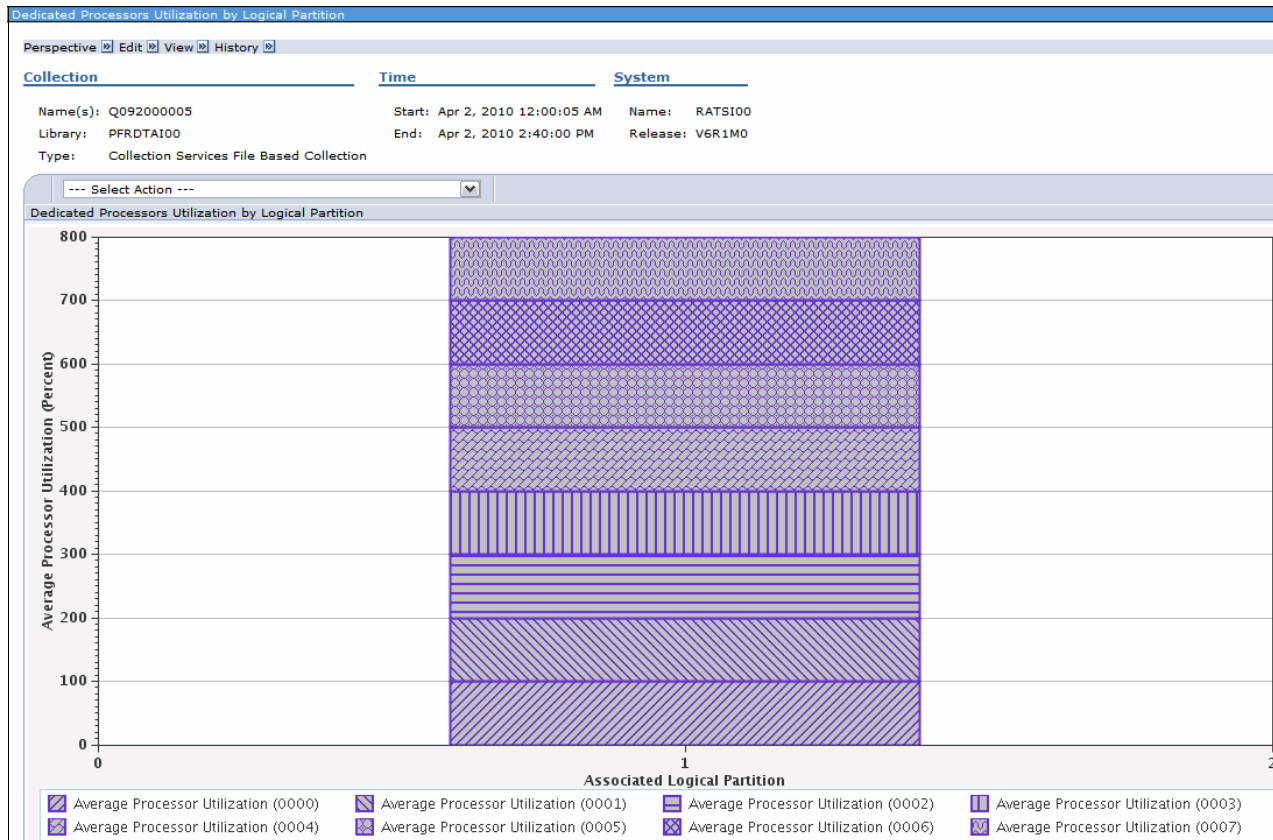 Dedicated Processors Utilization by Logical Partition
Perspective Edit View History
Collection Time System
Name(s): Q092000005 Start: Apr 2, 2010 12:00:05 AM Name: RATSI00
Library: PFRDTAI00 End: Apr 2, 2010 2:40:00 PM Release: V6R1M0
Type: Collection Services File Based Collection
--- Select Action ---
Dedicated Processors Utilization by Logical Partition
Average Processor Utilization (Percent)
800
700
600
500
400
300
200
100
0
0 1 2
Associated Logical Partition
Average Processor Utilization (0000) Average Processor Utilization (0001) Average Processor Utilization (0002) Average Processor Utilization (0003)
Average Processor Utilization (0004) Average Processor Utilization (0005) Average Processor Utilization (0006) Average Processor Utilization (0007)